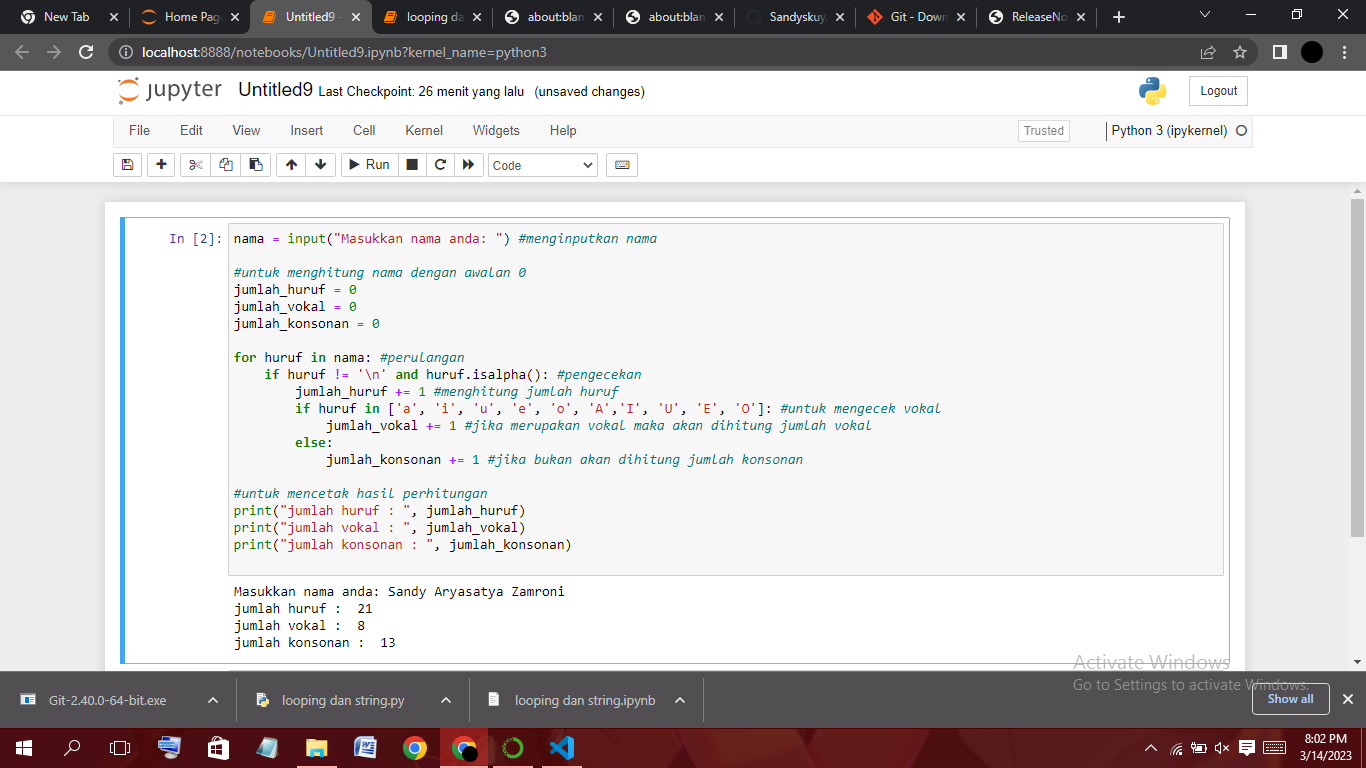 New Tab
Home Pag
Untitled9 -
looping da
about:blan
about:blan
Sandyskuy
Git - Down
ReleaseNo
localhost:8888/notebooks/Untitled9.ipynb?kernel_name=python3
jupyter Untitled9 Last Checkpoint: 26 menit yang lalu (unsaved changes)
Logout
File Edit View Insert Cell Kernel Widgets Help
Trusted
Python 3 (ipykernel)
Run
Code
In [2]: nama = input("Masukkan nama anda: ") #menginputkan nama
#untuk menghitung nama dengan awalan 0
jumlah_huruf = 0
jumlah_vokal = 0
jumlah_konsonan = 0
for huruf in nama: #perulangan
if huruf != '\n' and huruf.isalpha(): #pengecekan
jumlah_huruf += 1 #menghitung jumlah huruf
if huruf in ['a', 'i', 'u', 'e', 'o', 'A','I', 'U', 'E', 'O']: #untuk mengecek vokal
jumlah_vokal += 1 #jika merupakan vokal maka akan dihitung jumlah vokal
else:
jumlah_konsonan += 1 #jika bukan akan dihitung jumlah konsonan
#untuk mencetak hasil perhitungan
print("jumlah huruf : ", jumlah_huruf)
print("jumlah vokal : ", jumlah_vokal)
print("jumlah konsonan : ", jumlah_konsonan)
Masukkan nama anda: Sandy Aryasatya Zamroni
jumlah huruf :  21
jumlah vokal :  8
jumlah konsonan :  13
Activate Windows
Go to Settings to activate Windows.
Git-2.40.0-64-bit.exe
looping dan string.py
looping dan string.ipynb
Show all
8:02 PM
3/14/2023